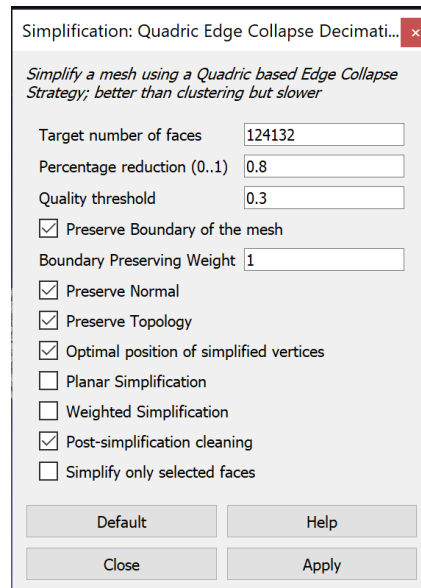 Simplification: Quadric Edge Collapse Decimati...
Simplify a mesh using a Quadric based Edge Collapse
Strategy; better than clustering but slower
Target number of faces 124132
Percentage reduction (0..1) 0.8
Quality threshold 0.3
Preserve Boundary of the mesh
Boundary Preserving Weight 1
Preserve Normal
Preserve Topology
Optimal position of simplified vertices
Planar Simplification
Weighted Simplification
Post-simplification cleaning
Simplify only selected faces
Default Help
Close Apply